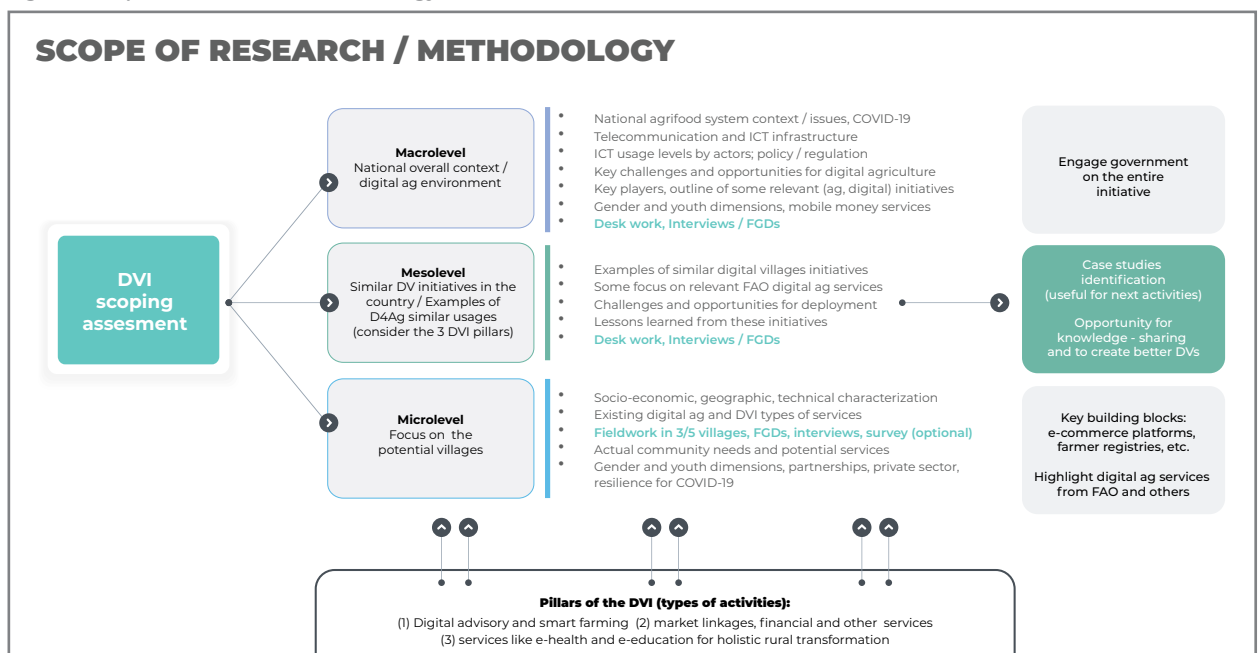 SCOPE OF RESEARCH / METHODOLOGY
DVI
scoping
assesment
Macrolevel
National overall context /
digital ag environment
• National agrifood system context / issues, COVID-19
• Telecommunication and ICT infrastructure
• ICT usage levels by actors; policy / regulation
• Key challenges and opportunities for digital agriculture
• Key players, outline of some relevant (ag, digital) initiatives
• Gender and youth dimensions, mobile money services
• Desk work, Interviews / FGDs
Engage government
on the entire
initiative
Mesolevel
Similar DV initiatives in the
country / Examples of
D4Ag similar usages
(consider the 3 DVI pillars)
• Examples of similar digital villages initiatives
• Some focus on relevant FAO digital ag services
• Challenges and opportunities for deployment
• Lessons learned from these initiatives
• Desk work, Interviews / FGDs
Case studies
identification
(useful for next activities)
Opportunity for
knowledge - sharing
and to create better DVs
Microlevel
Focus on the
potential villages
• Socio-economic, geographic, technical characterization
• Existing digital ag and DVI types of services
• Fieldwork in 3/5 villages, FGDs, interviews, survey (optional)
• Actual community needs and potential services
• Gender and youth dimensions, partnerships, private sector,
resilience for COVID-19
Key building blocks:
e-commerce platforms,
farmer registries, etc.
Highlight digital ag services
from FAO and others
Pillars of the DVI (types of activities):
(1) Digital advisory and smart farming (2) market linkages, financial and other services
(3) services like e-health and e-education for holistic rural transformation